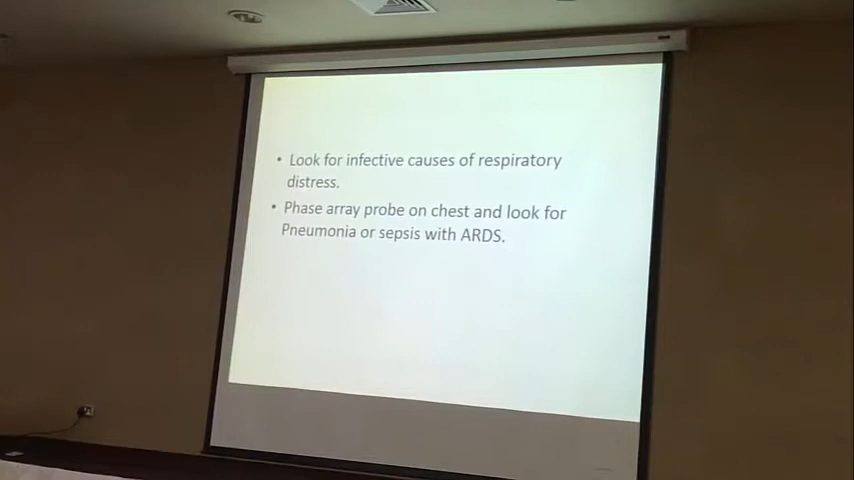 • Look for infective causes of respiratory
distress.
• Phase array probe on chest and look for
Pneumonia or sepsis with ARDS.